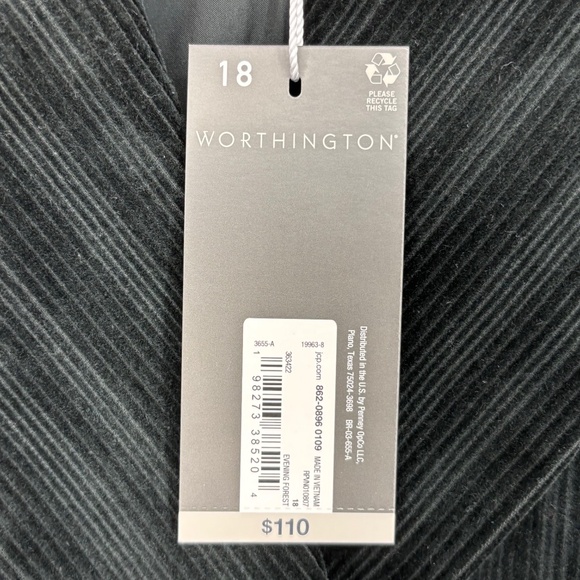 18
PLEASE
RECYCLE
THIS TAG
WORTHINGTON®
Distributed in the U.S. by Penney OpCo LLC,
Plano, Texas 75024-3698 BR-03-655-A
3655-A 19963-8
jcp.com 862-0896 0109 MADE IN VIETNAM
363422 RPVN010807
1 98273 38520 4
EVENING FOREST 18
$110